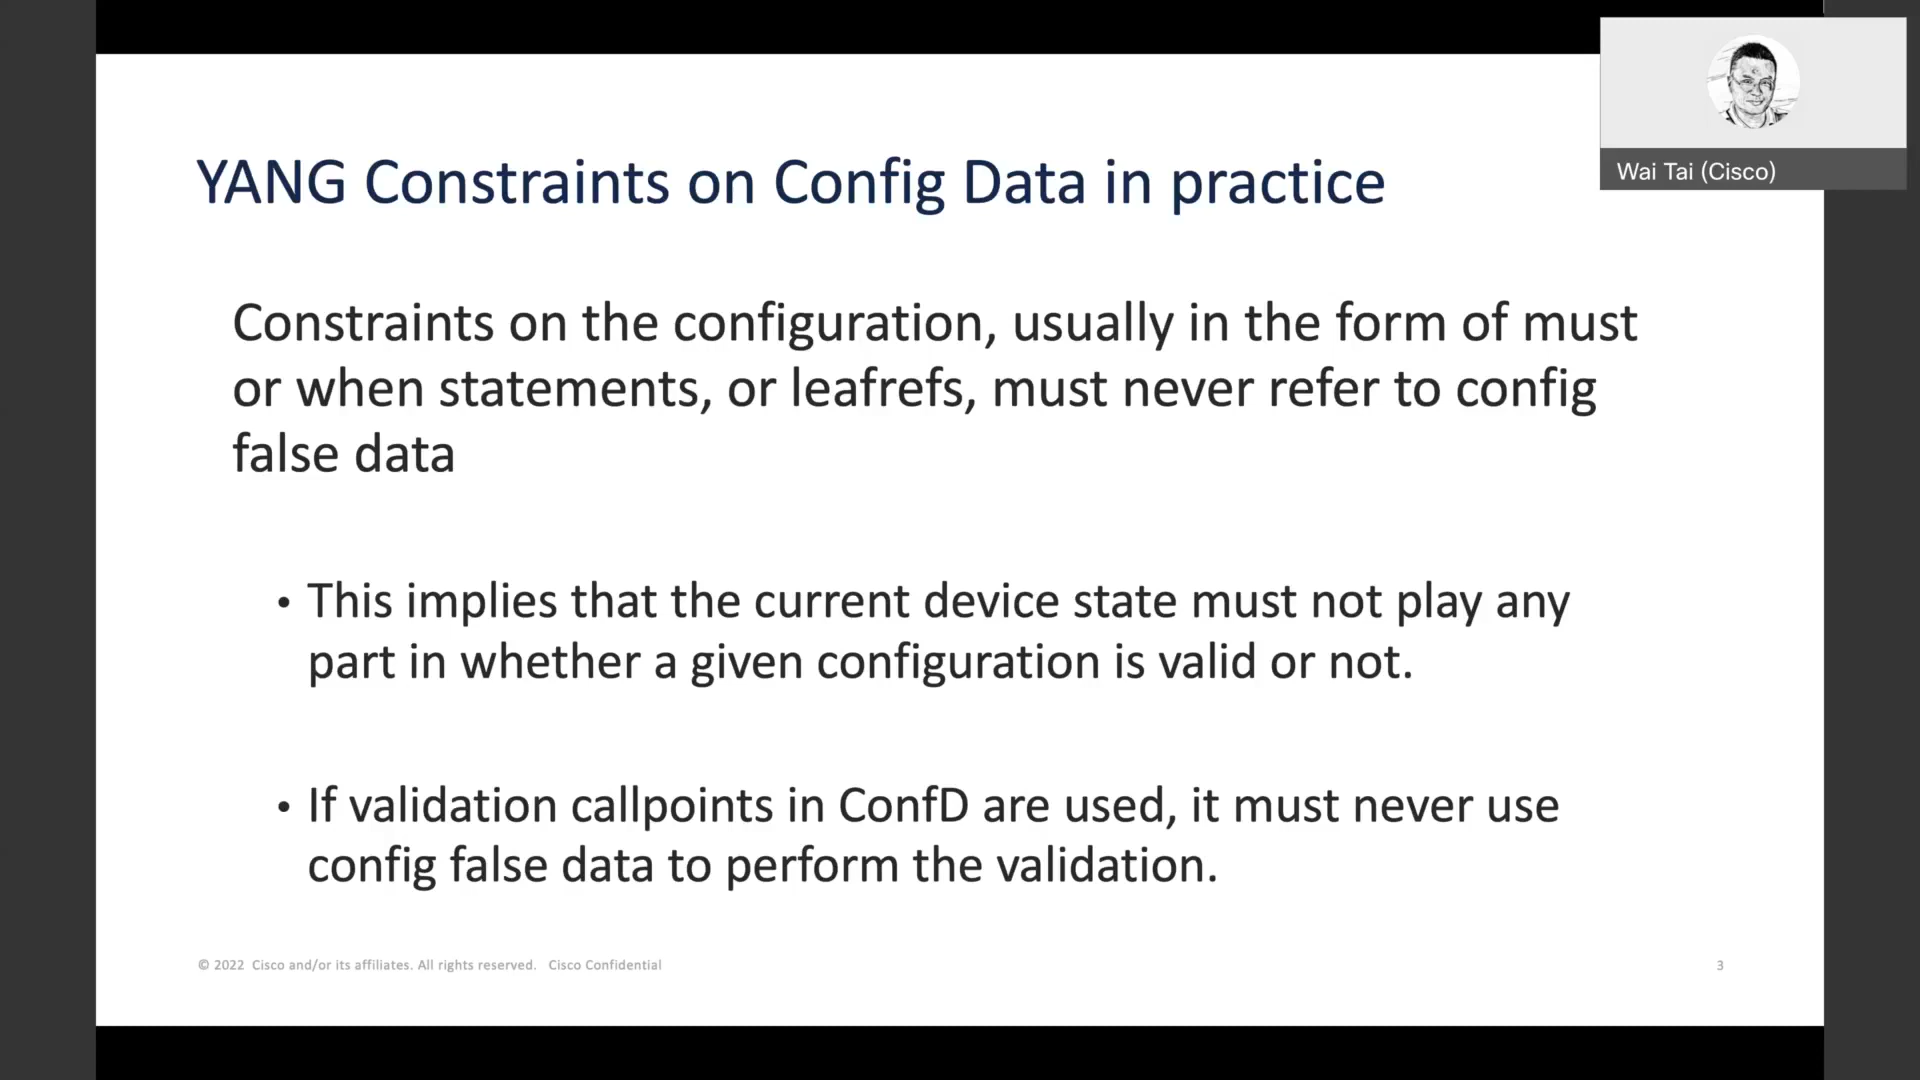 Wai Tai (Cisco)
YANG Constraints on Config Data in practice
Constraints on the configuration, usually in the form of must
or when statements, or leafrefs, must never refer to config
false data
• This implies that the current device state must not play any
part in whether a given configuration is valid or not.
• If validation callpoints in ConfD are used, it must never use
config false data to perform the validation.
© 2022 Cisco and/or its affiliates. All rights reserved. Cisco Confidential
3